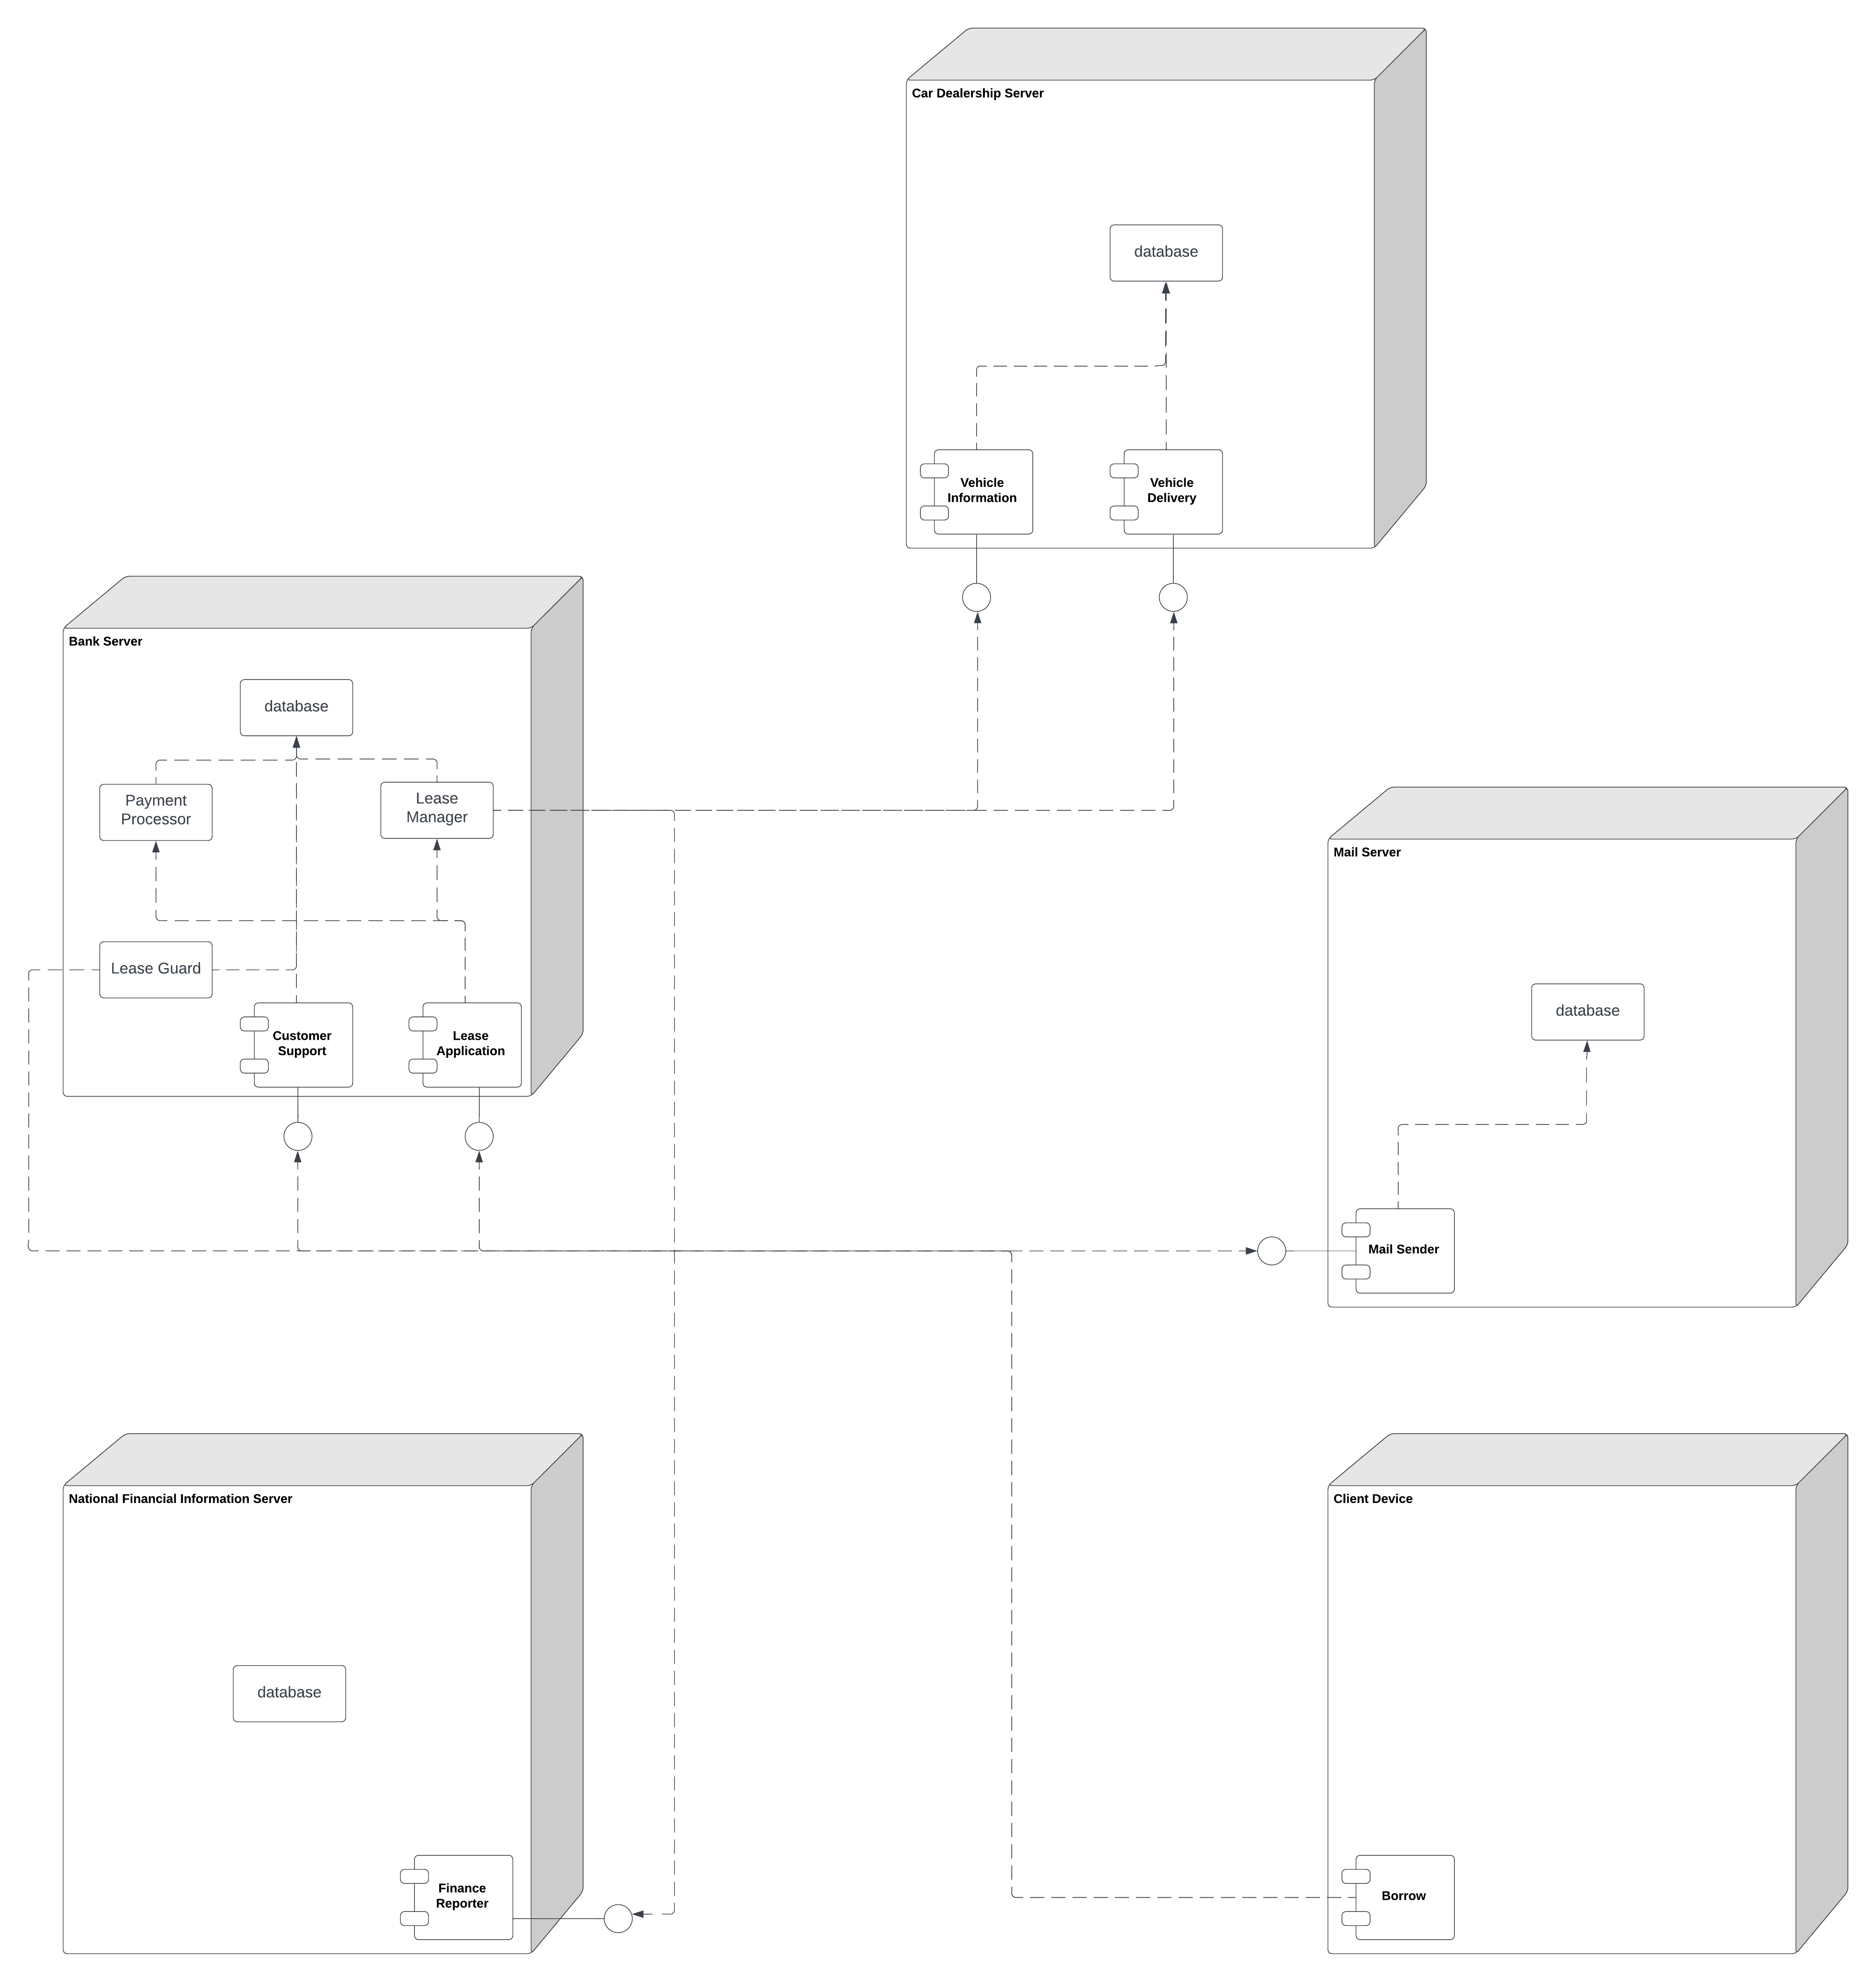 Car Dealership Server
database
Vehicle
Information
Vehicle
Delivery
Bank Server
database
Payment
Processor
Lease
Manager
Lease Guard
Customer
Support
Lease
Application
Mail Server
database
Mail Sender
National Financial Information Server
database
Finance
Reporter
Client Device
Borrow